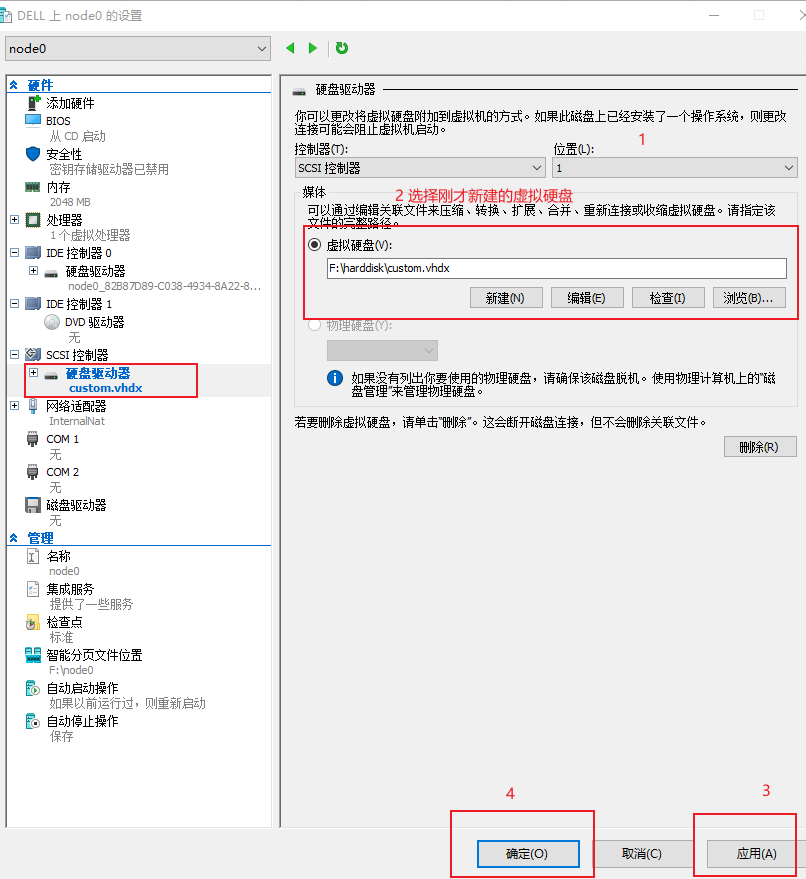 DELL 上 node0 的设置
node0
硬件
添加硬件
BIOS
从 CD 启动
安全性
密钥存储驱动器已禁用
内存
2048 MB
处理器
1 个虚拟处理器
IDE 控制器 0
硬盘驱动器
node0_82B87D89-C038-4934-8A22-8...
IDE 控制器 1
DVD 驱动器
无
SCSI 控制器
硬盘驱动器
custom.vhdx
网络适配器
InternalNat
COM 1
无
COM 2
无
磁盘驱动器
无
管理
名称
node0
集成服务
提供了一些服务
检查点
标准
智能分页文件位置
F:\node0
自动启动操作
如果以前运行过，则重新启动
自动停止操作
保存
硬盘驱动器
你可以更改将虚拟硬盘附加到虚拟机的方式。如果此磁盘上已经安装了一个操作系统，则更改
连接可能会阻止虚拟机启动。
1
控制器(T):
位置(L):
SCSI 控制器
1
媒体
2 选择刚才新建的虚拟硬盘
可以通过编辑关联文件来压缩、转换、扩展、合并、重新连接或收缩虚拟硬盘。请指定该
文件的完整路径。
虚拟硬盘(V):
F:\harddisk\custom.vhdx
新建(N)
编辑(E)
检查(I)
浏览(B)...
物理硬盘(Y):
如果没有列出你要使用的物理硬盘，请确保该磁盘脱机。使用物理计算机上的“磁
盘管理”来管理物理硬盘。
若要删除虚拟硬盘，请单击“删除”。这会断开磁盘连接，但不会删除关联文件。
删除(R)
4
3
确定(O)
取消(C)
应用(A)